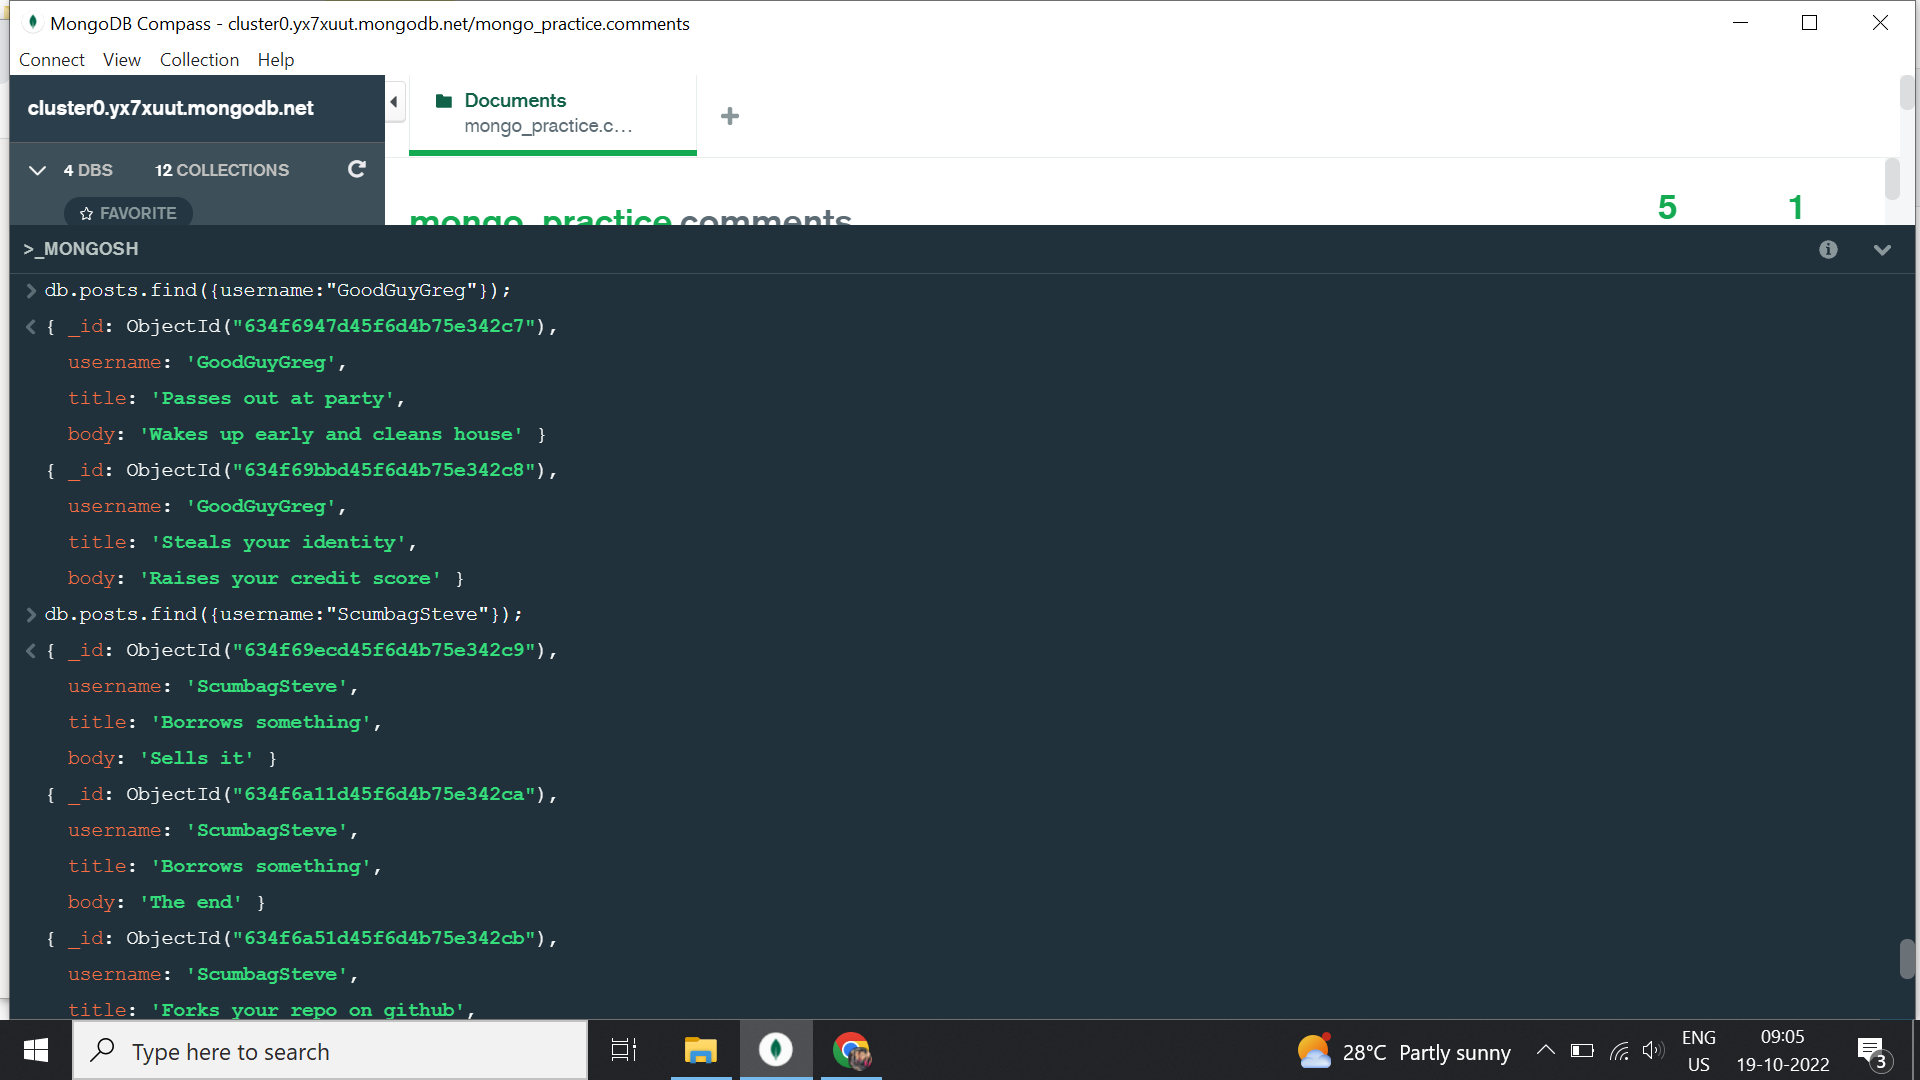 MongoDB Compass - cluster0.yx7xuut.mongodb.net/mongo_practice.comments
Connect View Collection Help
cluster0.yx7xuut.mongodb.net
Documents
mongo_practice.c...
4 DBS 12 COLLECTIONS
FAVORITE
mongo_practice.comments
5 1
>_MONGOSH
> db.posts.find({username:"GoodGuyGreg"});
< { _id: ObjectId("634f6947d45f6d4b75e342c7"),
username: 'GoodGuyGreg',
title: 'Passes out at party',
body: 'Wakes up early and cleans house' }
{ _id: ObjectId("634f69bbd45f6d4b75e342c8"),
username: 'GoodGuyGreg',
title: 'Steals your identity',
body: 'Raises your credit score' }
> db.posts.find({username:"ScumbagSteve"});
< { _id: ObjectId("634f69ecd45f6d4b75e342c9"),
username: 'ScumbagSteve',
title: 'Borrows something',
body: 'Sells it' }
{ _id: ObjectId("634f6a11d45f6d4b75e342ca"),
username: 'ScumbagSteve',
title: 'Borrows something',
body: 'The end' }
{ _id: ObjectId("634f6a51d45f6d4b75e342cb"),
username: 'ScumbagSteve',
title: 'Forks your repo on github',
Type here to search
28°C Partly sunny
ENG
US
09:05
19-10-2022
3